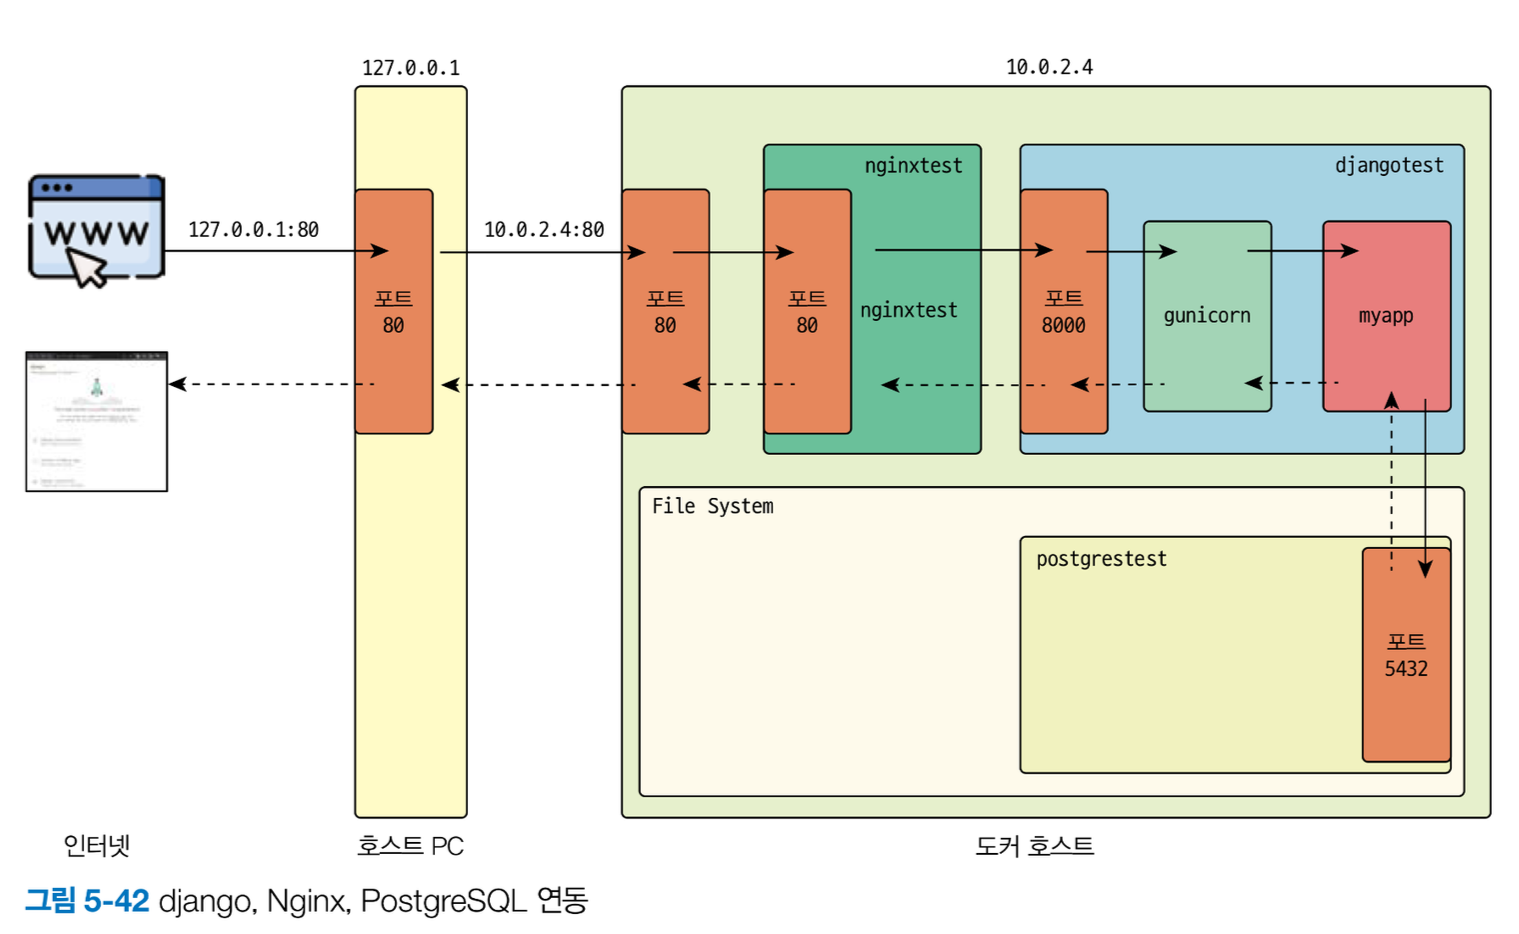 127.0.0.1
10.0.2.4
nginxtest
djangotest
WWW
127.0.0.1:80
10.0.2.4:80
포트
80
포트
80
포트
80
nginxtest
포트
8000
gunicorn
myapp
File System
postgrestest
포트
5432
인터넷
호스트 PC
도커 호스트
그림 5-42 django, Nginx, PostgreSQL 연동